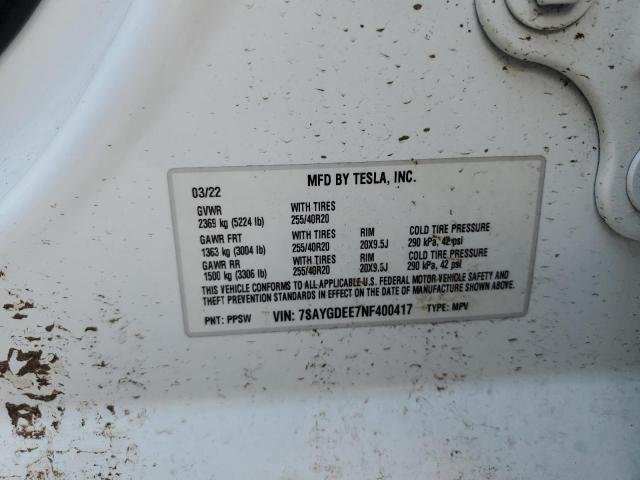 MFD BY TESLA, INC.
03/22
GVWR WITH TIRES
2369 kg (5224 lb) 255/40R20
GAWR FRT WITH TIRES RIM COLD TIRE PRESSURE
1363 kg (3004 lb) 255/40R20 20X9.5J 290 kPa, 42 psi
GAWR RR WITH TIRES RIM COLD TIRE PRESSURE
1500 kg (3306 lb) 255/40R20 20X9.5J 290 kPa, 42 psi
THIS VEHICLE CONFORMS TO ALL APPLICABLE U.S. FEDERAL MOTOR VEHICLE SAFETY AND
THEFT PREVENTION STANDARDS IN EFFECT ON THE DATE OF MANUFACTURE SHOWN ABOVE.
PNT: PPSW VIN: 7SAYGDEE7NF400417 TYPE: MPV